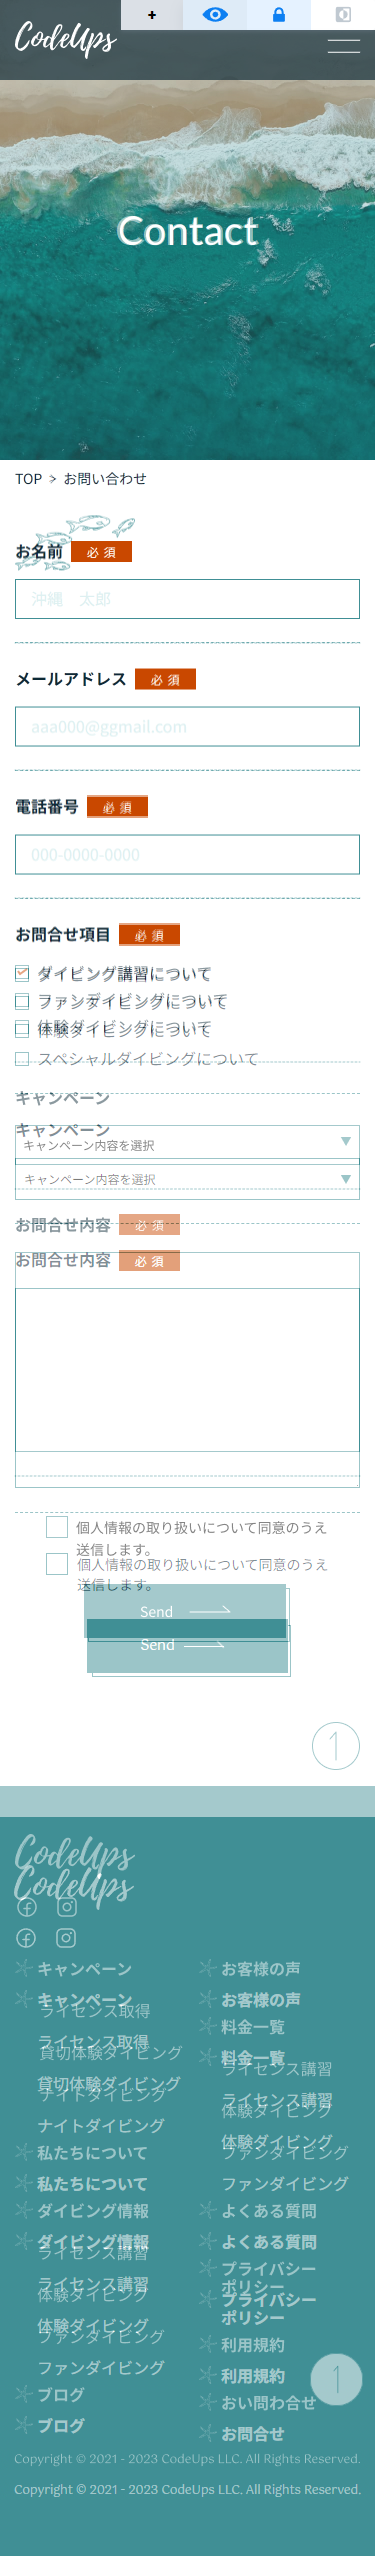 CodeUps
Contact
TOP > お問い合わせ
お名前 必須
沖縄 太郎
メールアドレス 必須
aaa000@ggmail.com
電話番号 必須
000-0000-0000
お問合せ項目 必須
ダイビング講習について
ファンダイビングについて
体験ダイビングについて
スペシャルダイビングについて
キャンペーン
キャンペーン
キャンペーン内容を選択
キャンペーン内容を選択
お問合せ内容 必須
お問合せ内容 必須
個人情報の取り扱いについて同意のうえ
送信します。
個人情報の取り扱いについて同意のうえ
送信します。
Send
Send
CodeUps
CodeUps
キャンペーン
キャンペーン
ライセンス取得
ライセンス取得
貸切体験ダイビング
貸切体験ダイビング
ナイトダイビング
ナイトダイビング
私たちについて
私たちについて
ダイビング情報
ダイビング情報
ライセンス講習
ライセンス講習
体験ダイビング
体験ダイビング
ファンダイビング
ファンダイビング
ブログ
ブログ
お客様の声
お客様の声
料金一覧
料金一覧
ライセンス講習
ライセンス講習
体験ダイビング
体験ダイビング
ファンダイビング
ファンダイビング
よくある質問
よくある質問
プライバシー
ポリシー
プライバシー
ポリシー
利用規約
利用規約
おい問わ合せ
お問合せ
Copyright © 2021 - 2023 CodeUps LLC. All Rights Reserved.
Copyright © 2021 - 2023 CodeUps LLC. All Rights Reserved.